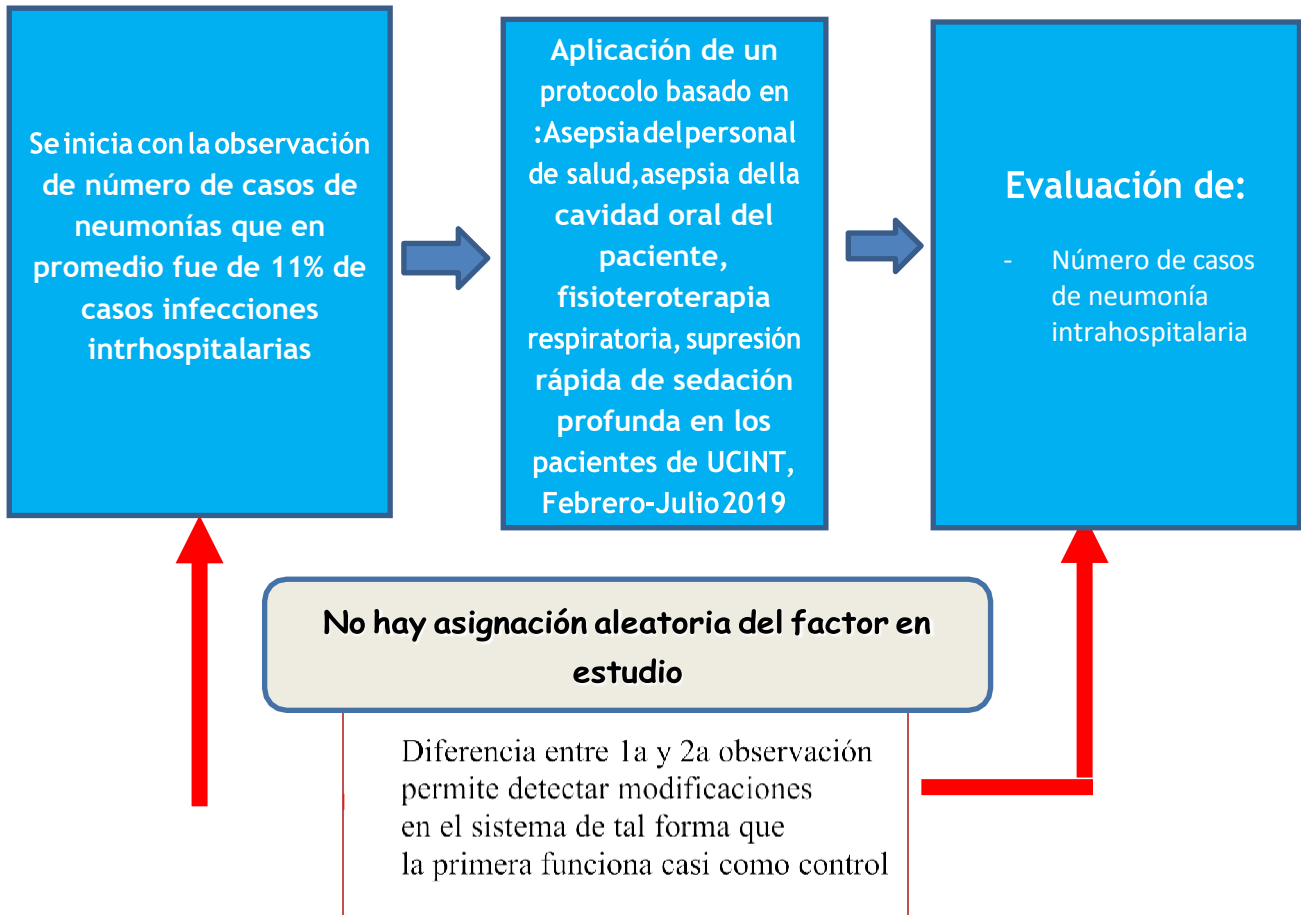 Se inicia con la observación
de número de casos de
neumonías que en
promedio fue de 11% de
casos infecciones
intrhospitalarias
Aplicación de un
protocolo basado en
:Asepsia del personal
de salud,asepsia della
cavidad oral del
paciente,
fisioteroterapia
respiratoria, supresión
rápida de sedación
profunda en los
pacientes de UCINT,
Febrero-Julio 2019
Evaluación de:
- Número de casos
de neumonía
intrahospitalaria
No hay asignación aleatoria del factor en
estudio
Diferencia entre 1a y 2a observación
permite detectar modificaciones
en el sistema de tal forma que
la primera funciona casi como control